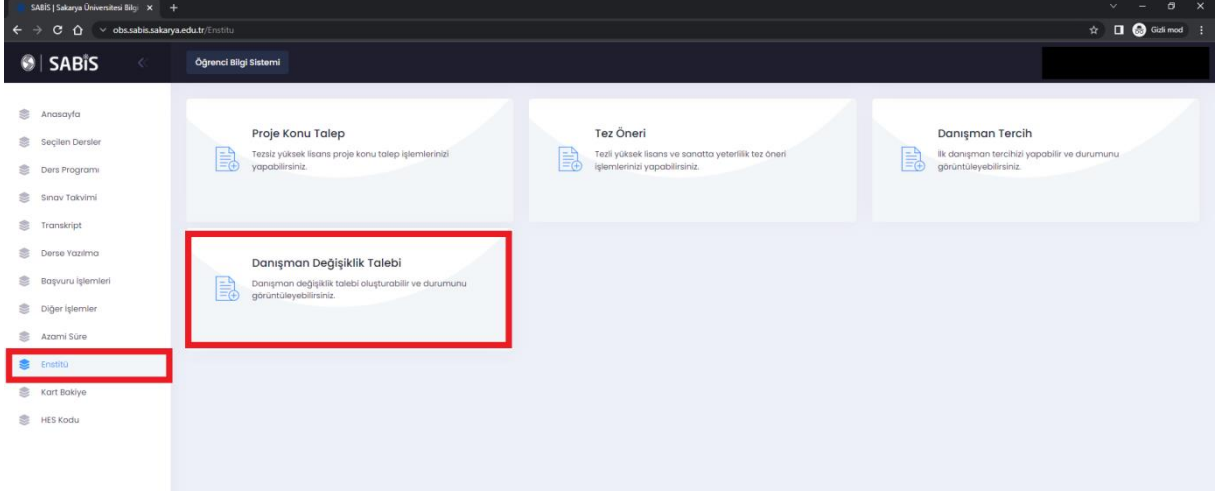 SABİS | Sakarya Üniversitesi Bilgi
obs.sabis.sakarya.edu.tr/Enstitu
Gizli mod
SABİS
Öğrenci Bilgi Sistemi
Anasayfa
Seçilen Dersler
Ders Programı
Sınav Takvimi
Transkript
Derse Yazılma
Başvuru İşlemleri
Diğer İşlemler
Azami Süre
Enstitü
Kart Bakiye
HES Kodu
Proje Konu Talep
Tezsiz yüksek lisans proje konu talep işlemlerinizi
yapabilirsiniz.
Tez Öneri
Tezli yüksek lisans ve sanatta yeterlilik tez öneri
işlemlerinizi yapabilirsiniz.
Danışman Tercih
İlk danışman tercihizi yapabilir ve durumunu
görüntüleyebilirsiniz.
Danışman Değişiklik Talebi
Danışman değişiklik talebi oluşturabilir ve durumunu
görüntüleyebilirsiniz.